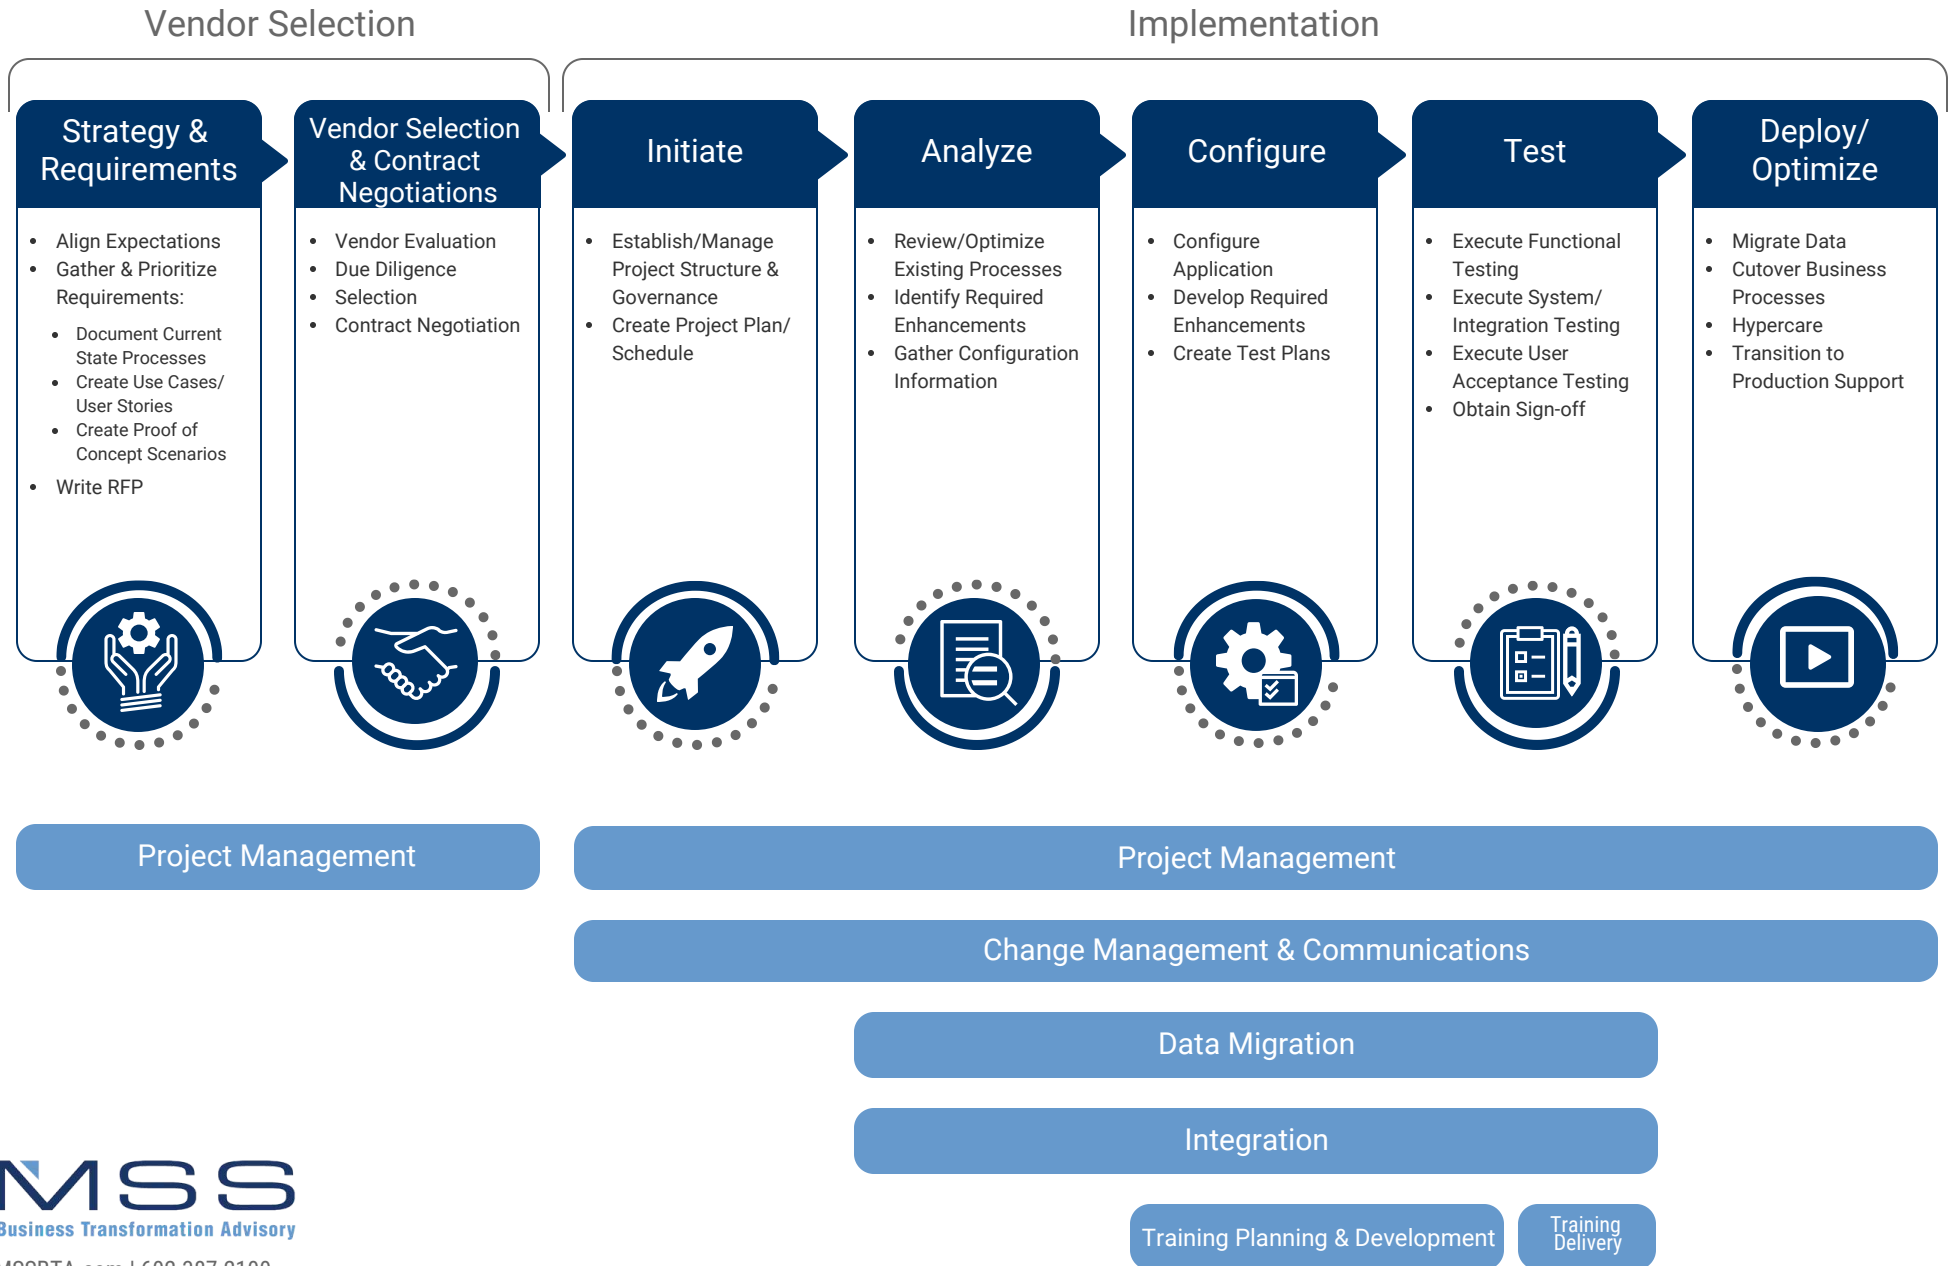 Vendor Selection
Implementation
Strategy &
Requirements
Vendor Selection
& Contract
Negotiations
Initiate
Analyze
Configure
Test
Deploy/
Optimize
• Align Expectations
• Gather & Prioritize
Requirements:
• Document Current
State Processes
• Create Use Cases/
User Stories
• Create Proof of
Concept Scenarios
• Write RFP
• Vendor Evaluation
• Due Diligence
• Selection
• Contract Negotiation
• Establish/Manage
Project Structure &
Governance
• Create Project Plan/
Schedule
• Review/Optimize
Existing Processes
• Identify Required
Enhancements
• Gather Configuration
Information
• Configure
Application
• Develop Required
Enhancements
• Create Test Plans
• Execute Functional
Testing
• Execute System/
Integration Testing
• Execute User
Acceptance Testing
• Obtain Sign-off
• Migrate Data
• Cutover Business
Processes
• Hypercare
• Transition to
Production Support
Project Management
Project Management
Change Management & Communications
Data Migration
Integration
Training Planning & Development
Training
Delivery
MSS
Business Transformation Advisory